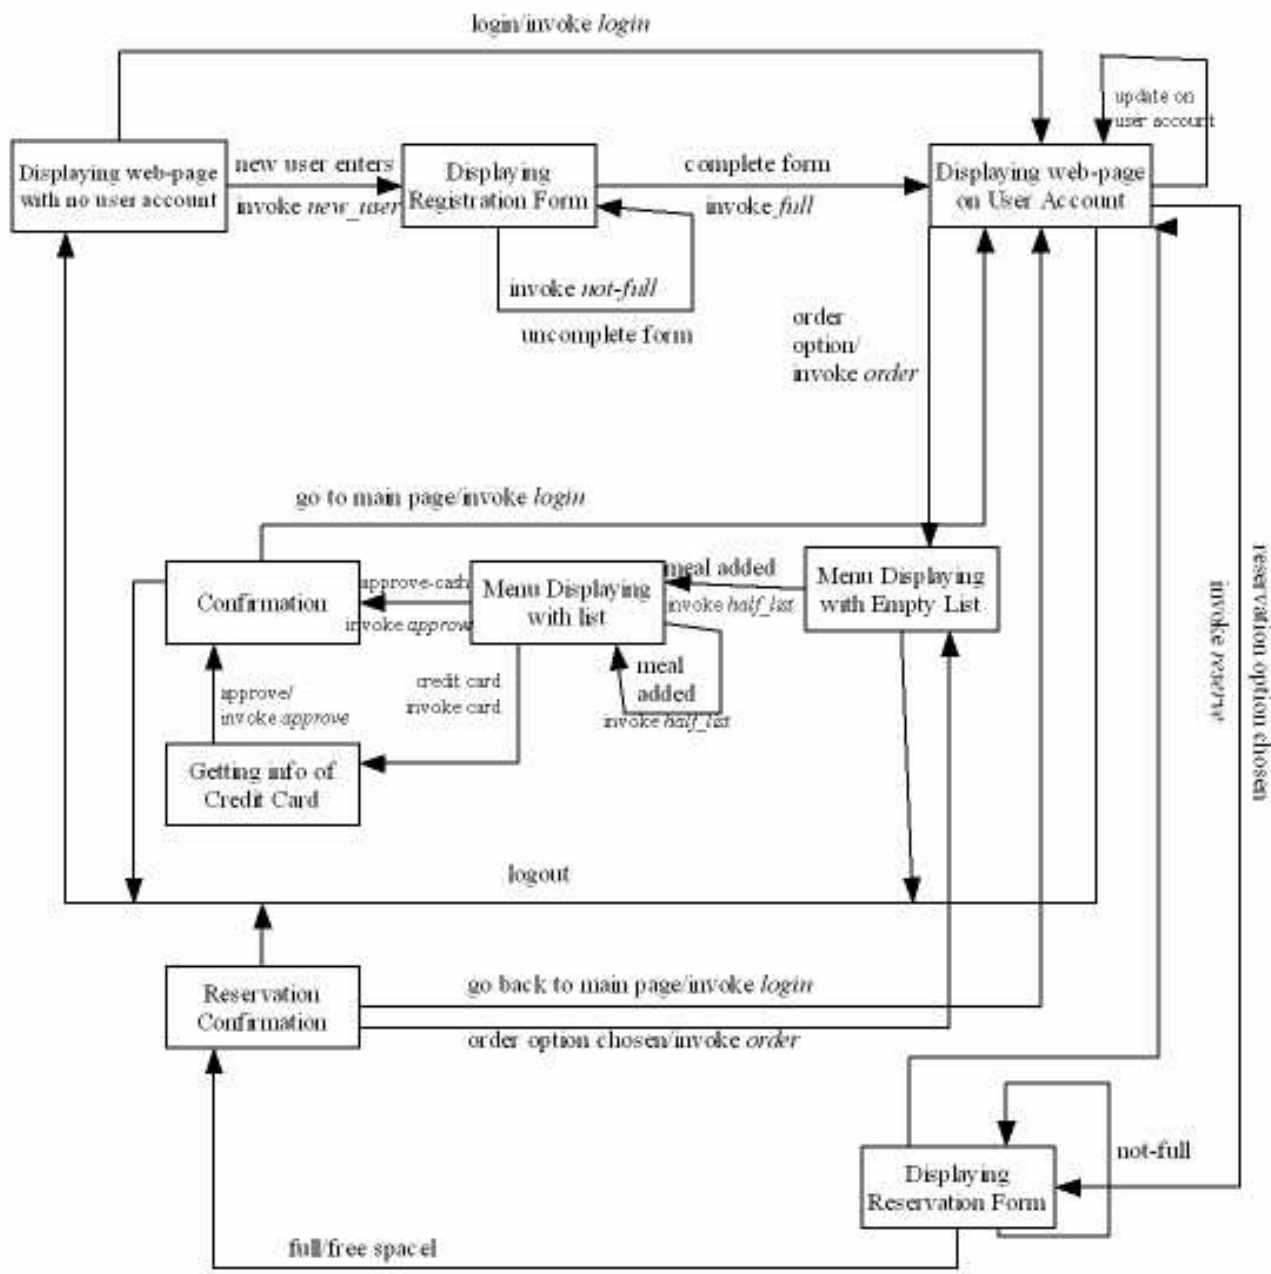 login/invoke login
update on
user account
Displaying web-page
with no user account
new user enters
invoke new_user
Displaying
Registration Form
complete form
invoke full
Displaying web-page
on User Account
invoke not-full
uncomplete form
order
option/
invoke order
go to main page/invoke login
reservation option chosen
invoke reserve
Confirmation
approve-cash
invoke approv
Menu Displaying
with list
meal added
invoke half_list
Menu Displaying
with Empty List
meal
added
invoke half_list
credit card
invoke card
approve/
invoke approve
Getting info of
Credit Card
logout
Reservation
Confirmation
go back to main page/invoke login
order option chosen/invoke order
not-full
Displaying
Reservation Form
full/free spacel